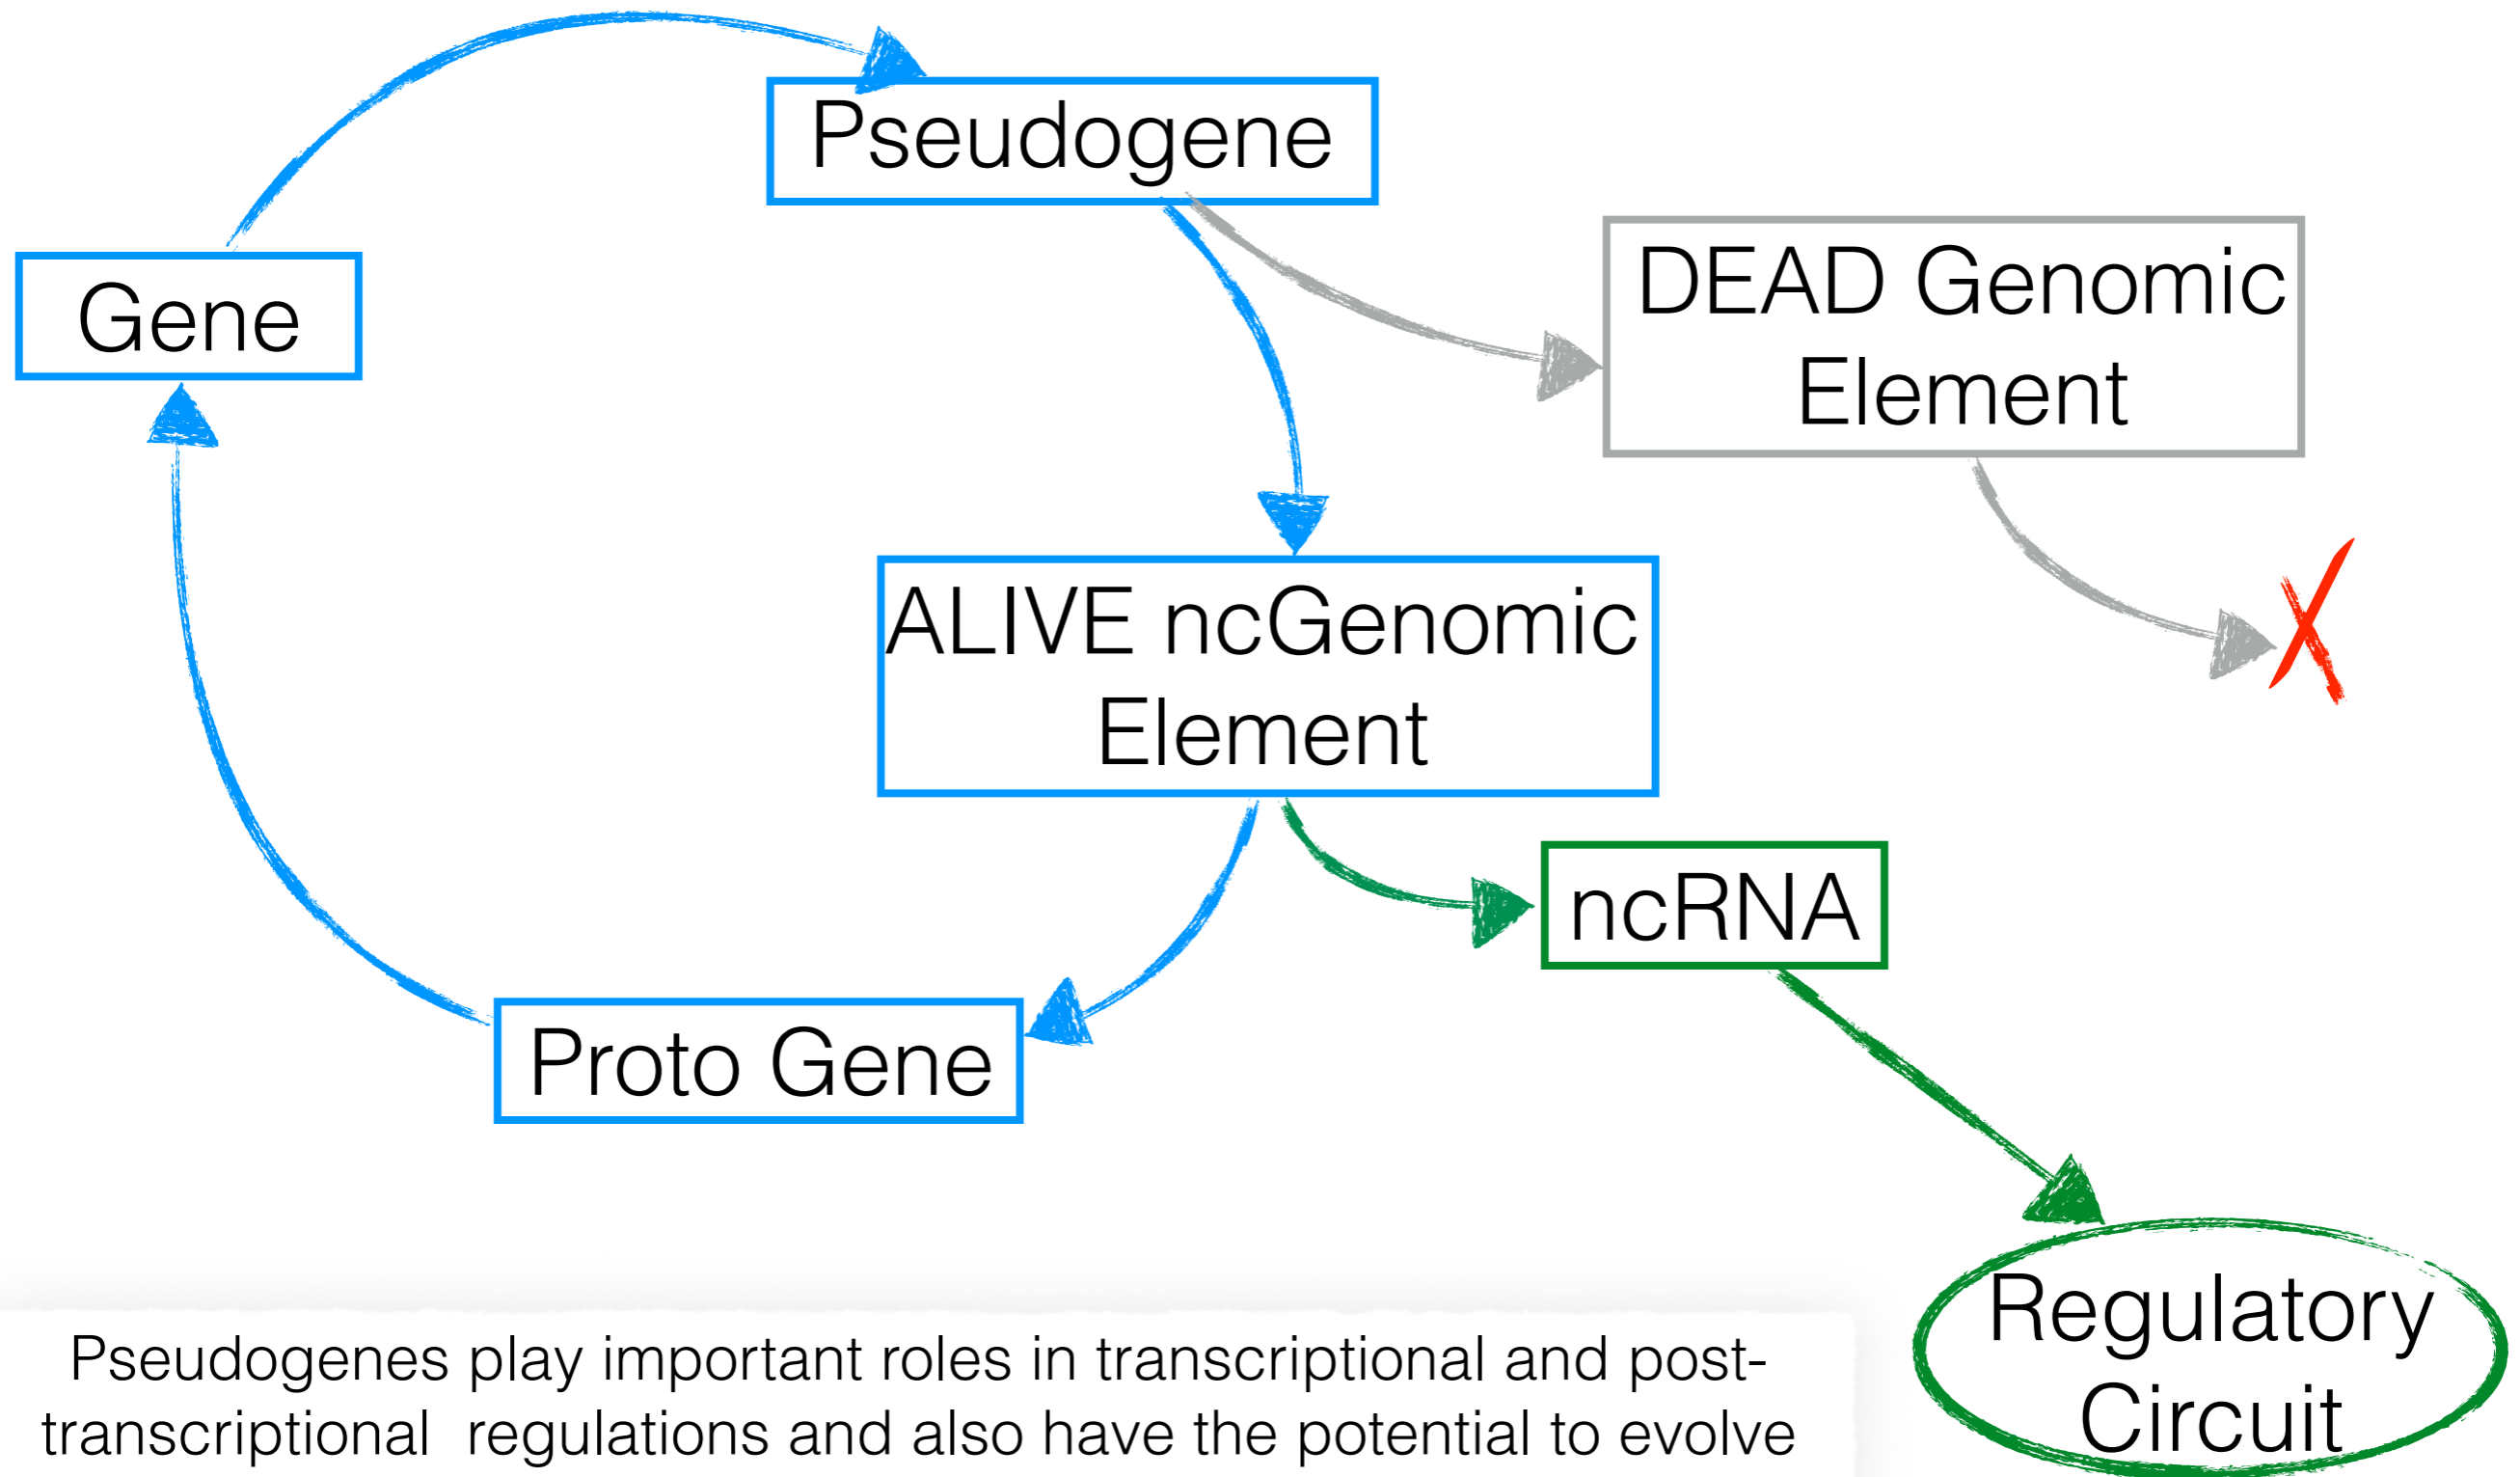 Pseudogene
Gene
DEAD Genomic
Element
ALIVE ncGenomic
Element
ncRNA
Proto Gene
Regulatory
Circuit
Pseudogenes play important roles in transcriptional and post-
transcriptional  regulations and also have the potential to evolve